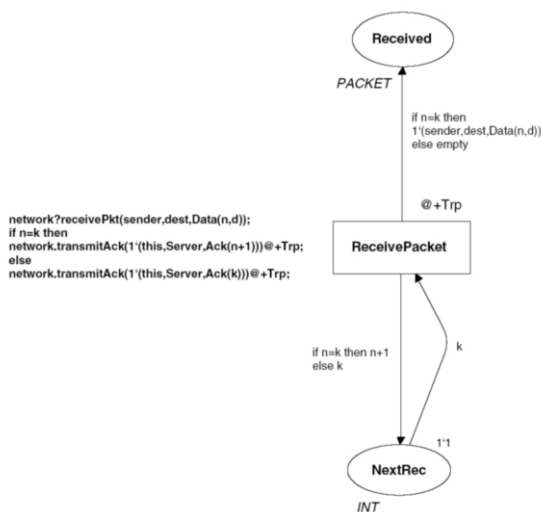 Received
PACKET
if n=k then
1'(sender,dest,Data(n,d))
else empty
@+Trp
network?receivePkt(sender,dest,Data(n,d));
if n=k then
network.transmitAck(1'(this,Server,Ack(n+1)))@+Trp;
else
network.transmitAck(1'(this,Server,Ack(k)))@+Trp;
ReceivePacket
if n=k then n+1
else k
k
1'1
NextRec
INT